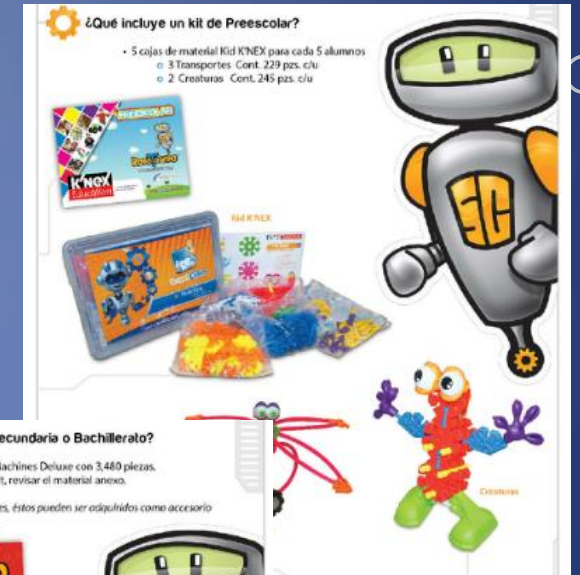 ¿Qué incluye un kit de Preescolar?
• 5 cajas de material Kid K'NEX para cada 5 alumnos
3 Transportes Cont. 229 pzs. c/u
2 Creaturas Cont. 245 pzs. c/u
PREESCOLAR
K'NEX
Education
Kid K'NEX
SG
Creaturas
ecundaria o Bachillerato?
achines Deluxe con 3,480 piezas.
t, revisar el material anexo.
es, éstos pueden ser adquiridos como accesorio